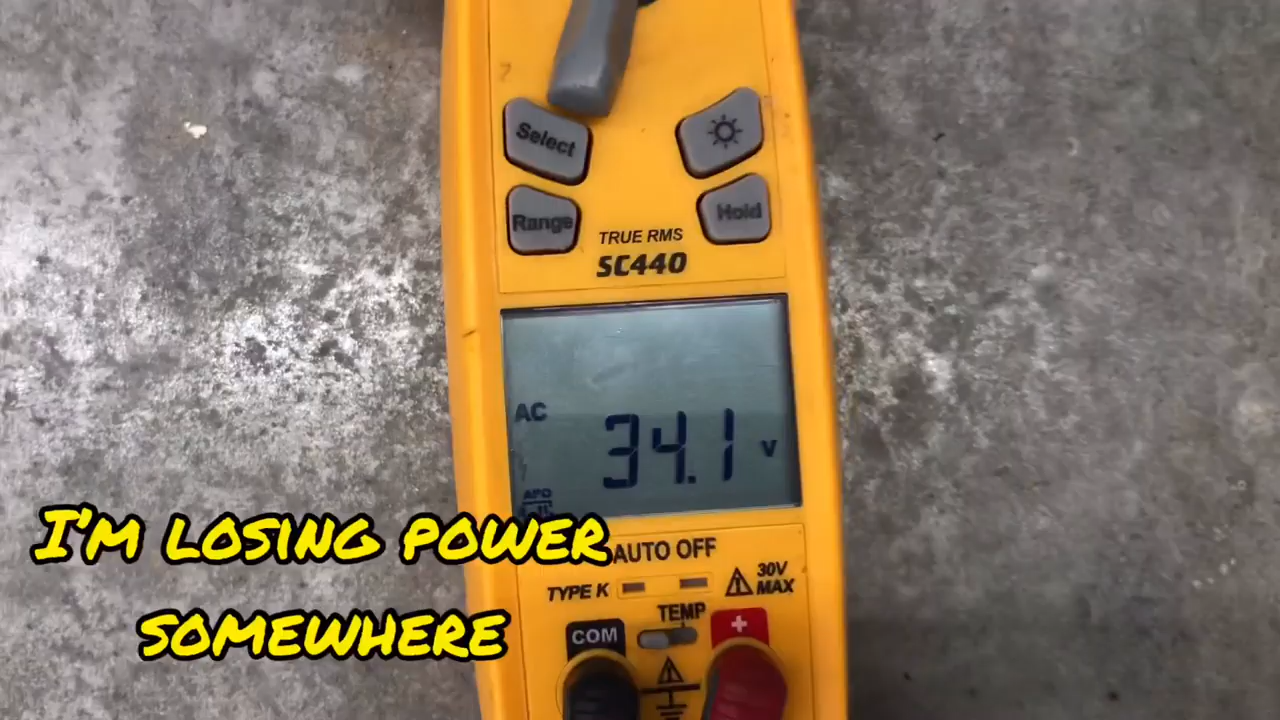 Select
Range
Hold
TRUE RMS
SC440
AC
34.1 V
APO
I'M LOSING POWER
SOMEWHERE
AUTO OFF
TYPE K
30V
MAX
TEMP
COM
+